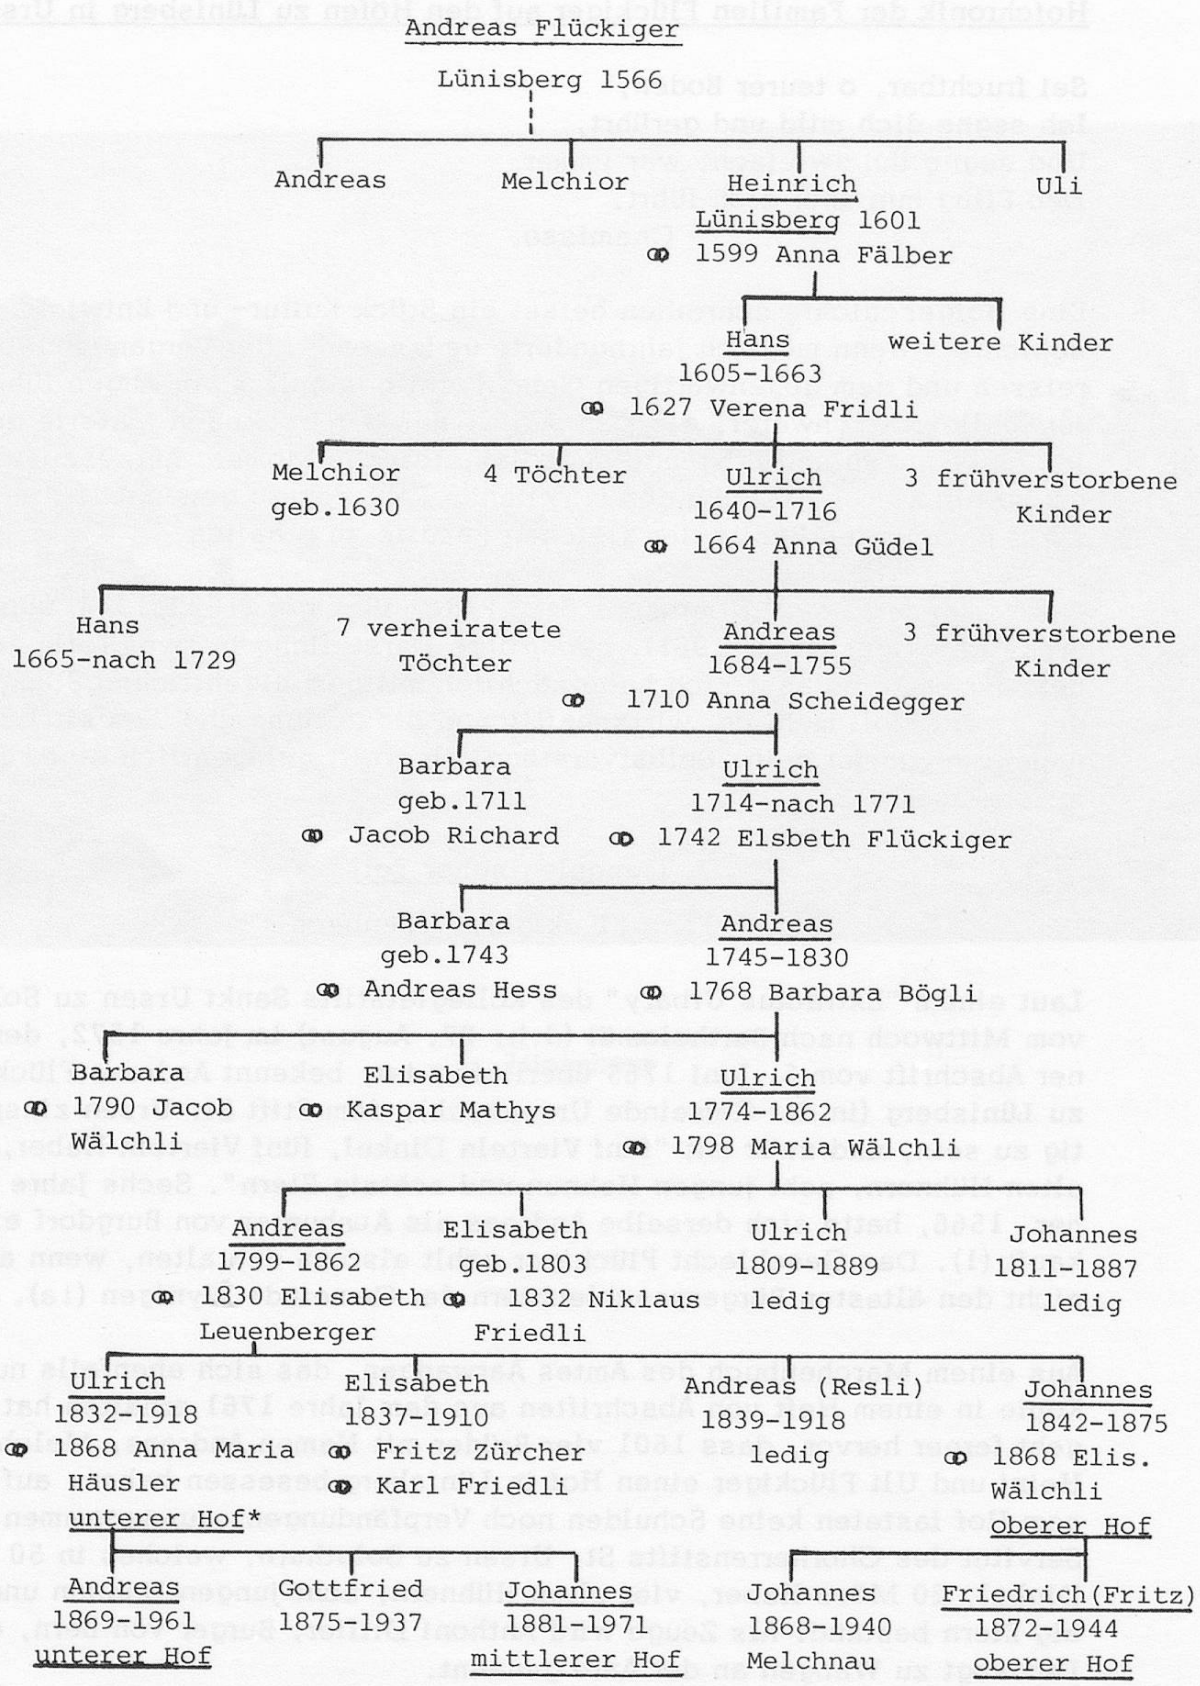 Andreas Flückiger
Lünisberg 1566
Andreas
Melchior
Heinrich
Uli
Lünisberg 1601
⚭ 1599 Anna Fälber
Hans
weitere Kinder
1605-1663
⚭ 1627 Verena Fridli
Melchior
4 Töchter
Ulrich
3 frühverstorbene
geb.1630
1640-1716
Kinder
⚭ 1664 Anna Güdel
Hans
7 verheiratete
Andreas
3 frühverstorbene
1665-nach 1729
Töchter
1684-1755
Kinder
⚭ 1710 Anna Scheidegger
Barbara
Ulrich
geb.1711
1714-nach 1771
⚭ Jacob Richard
⚭ 1742 Elsbeth Flückiger
Barbara
Andreas
geb.1743
1745-1830
⚭ Andreas Hess
⚭ 1768 Barbara Bögli
Barbara
Elisabeth
Ulrich
⚭ 1790 Jacob
⚭ Kaspar Mathys
1774-1862
Wälchli
⚭ 1798 Maria Wälchli
Andreas
Elisabeth
Ulrich
Johannes
1799-1862
geb.1803
1809-1889
1811-1887
⚭ 1830 Elisabeth
⚭ 1832 Niklaus
ledig
ledig
Leuenberger
Friedli
Ulrich
Elisabeth
Andreas (Resli)
Johannes
1832-1918
1837-1910
1839-1918
1842-1875
⚭ 1868 Anna Maria
⚭ Fritz Zürcher
ledig
⚭ 1868 Elis.
Häusler
⚭ Karl Friedli
Wälchli
unterer Hof*
oberer Hof
Andreas
Gottfried
Johannes
Johannes
Friedrich(Fritz)
1869-1961
1875-1937
1881-1971
1868-1940
1872-1944
unterer Hof
mittlerer Hof
Melchnau
oberer Hof